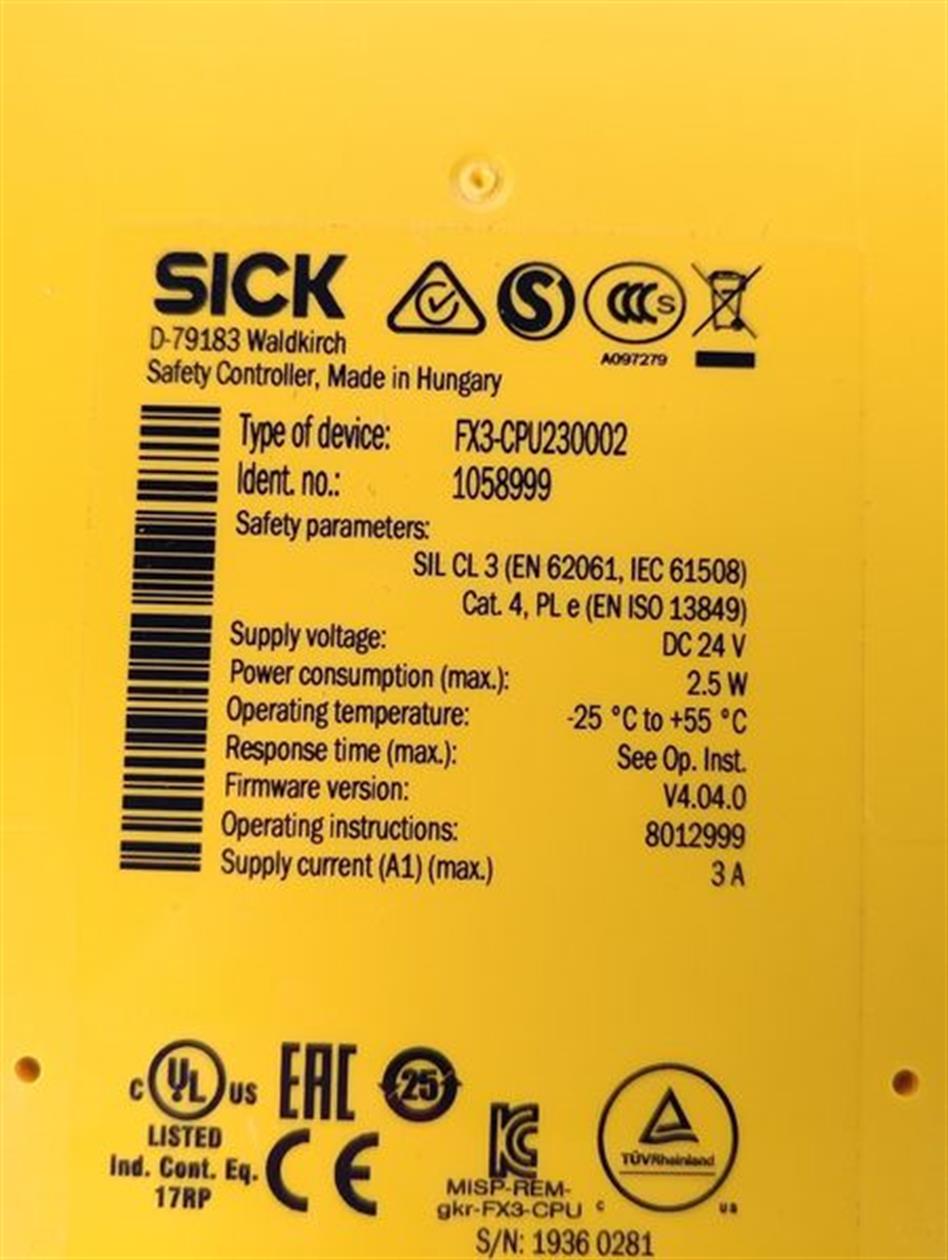 SICK
D-79183 Waldkirch
Safety Controller, Made in Hungary
S
CCC S
A097279
Type of device: FX3-CPU230002
Ident. no.: 1058999
Safety parameters:
SIL CL 3 (EN 62061, IEC 61508)
Cat. 4, PL e (EN ISO 13849)
Supply voltage: DC 24 V
Power consumption (max.): 2.5 W
Operating temperature: -25 °C to +55 °C
Response time (max.): See Op. Inst.
Firmware version: V4.04.0
Operating instructions: 8012999
Supply current (A1) (max.) 3 A
C UL US
LISTED
Ind. Cont. Eq.
17RP
EAC
CE
25
KC
MISP-REM-
gkr-FX3-CPU
S/N: 1936 0281
TÜVRheinland
c us